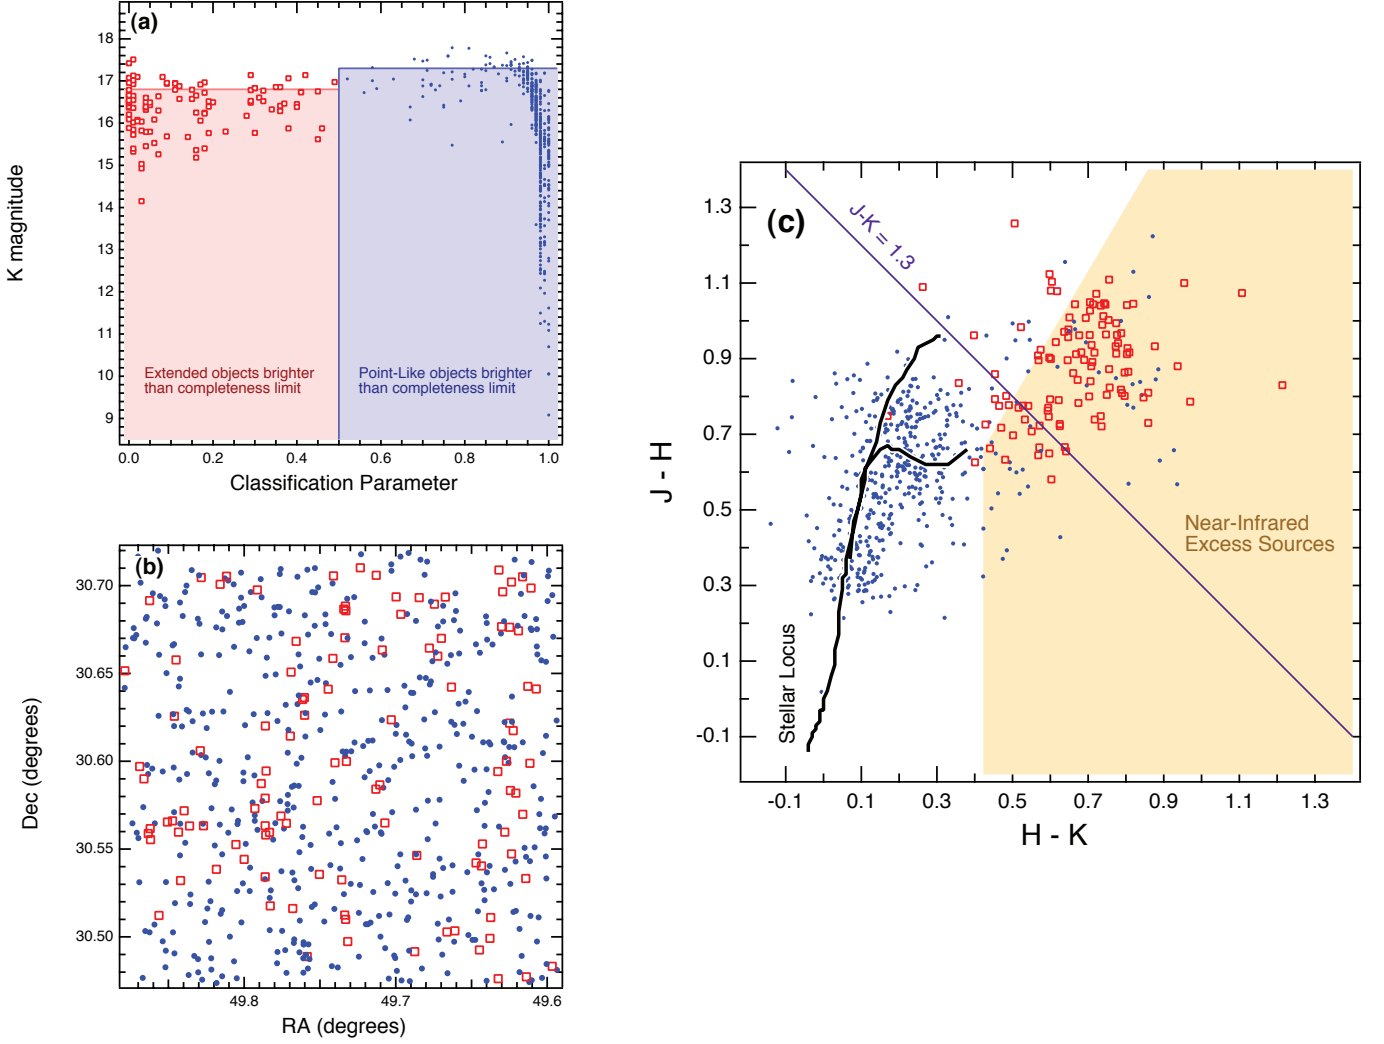 (a)
18
17
16
15
14
13
12
11
10
9
K magnitude
Extended objects brighter
than completeness limit
Point-Like objects brighter
than completeness limit
0.0 0.2 0.4 0.6 0.8 1.0
Classification Parameter
(b)
30.70
30.65
30.60
30.55
30.50
Dec (degrees)
49.8 49.7 49.6
RA (degrees)
(c)
J-K = 1.3
1.3
1.1
0.9
0.7
0.5
0.3
0.1
-0.1
J - H
Stellar Locus
Near-Infrared
Excess Sources
-0.1 0.1 0.3 0.5 0.7 0.9 1.1 1.3
H - K